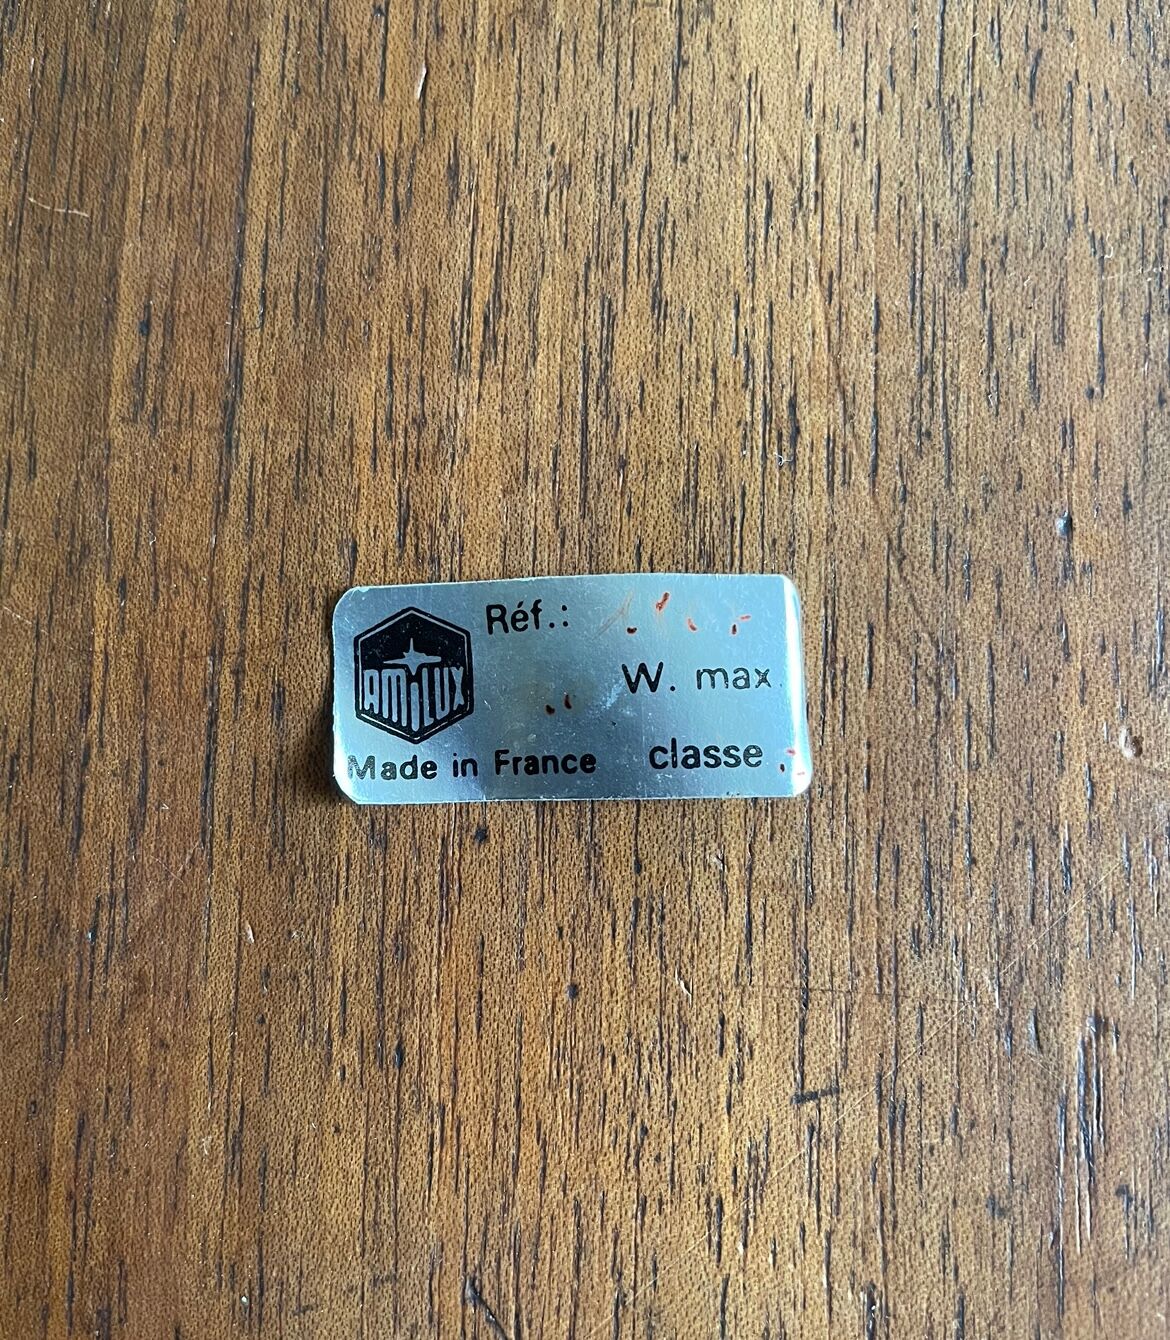 AMILUX
Réf.:
W. max
Made in France classe